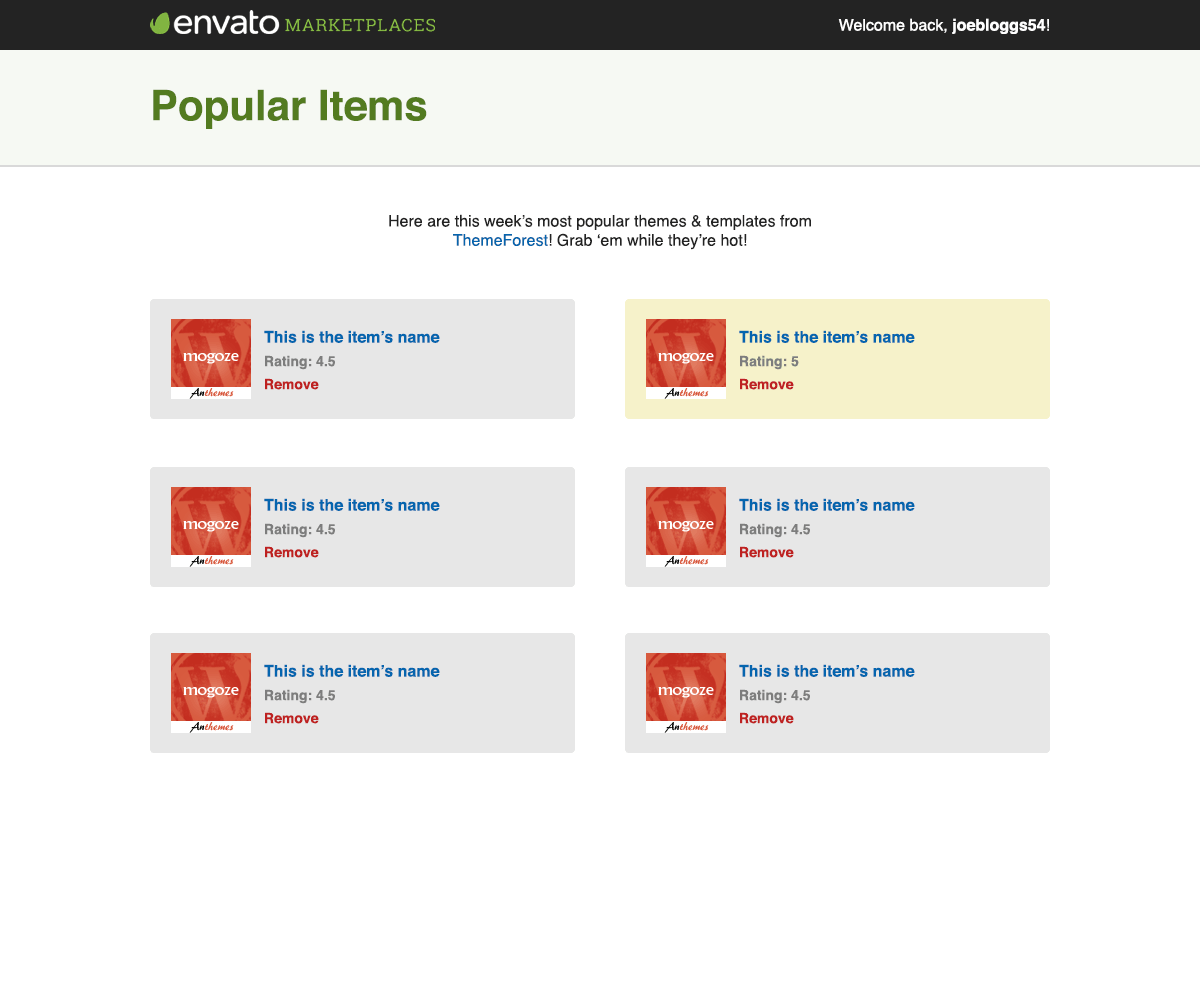 envato MARKETPLACES
Welcome back, joebloggs54!
Popular Items
Here are this week’s most popular themes & templates from
ThemeForest! Grab ‘em while they’re hot!
mogoze
Anthemes
This is the item’s name
Rating: 4.5
Remove
mogoze
Anthemes
This is the item’s name
Rating: 5
Remove
mogoze
Anthemes
This is the item’s name
Rating: 4.5
Remove
mogoze
Anthemes
This is the item’s name
Rating: 4.5
Remove
mogoze
Anthemes
This is the item’s name
Rating: 4.5
Remove
mogoze
Anthemes
This is the item’s name
Rating: 4.5
Remove